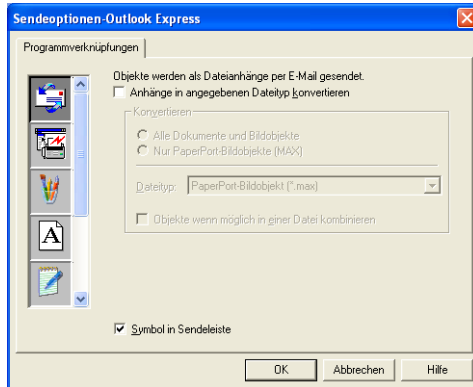 Sendeoptionen-Outlook Express
Programmverknüpfungen
Objekte werden als Dateianhänge per E-Mail gesendet.
Anhänge in angegebenen Dateityp konvertieren
Konvertieren
Alle Dokumente und Bildobjekte
Nur PaperPort-Bildobjekte (MAX)
Dateityp: PaperPort-Bildobjekt (*.max)
Objekte wenn möglich in einer Datei kombinieren
A
Symbol in Sendeleiste
OK Abbrechen Hilfe